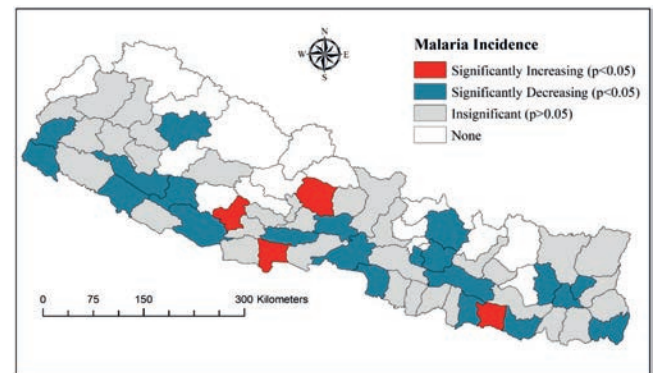 N
W E
S
Malaria Incidence
Significantly Increasing (p<0.05)
Significantly Decreasing (p<0.05)
Insignificant (p>0.05)
None
0 75 150 300 Kilometers